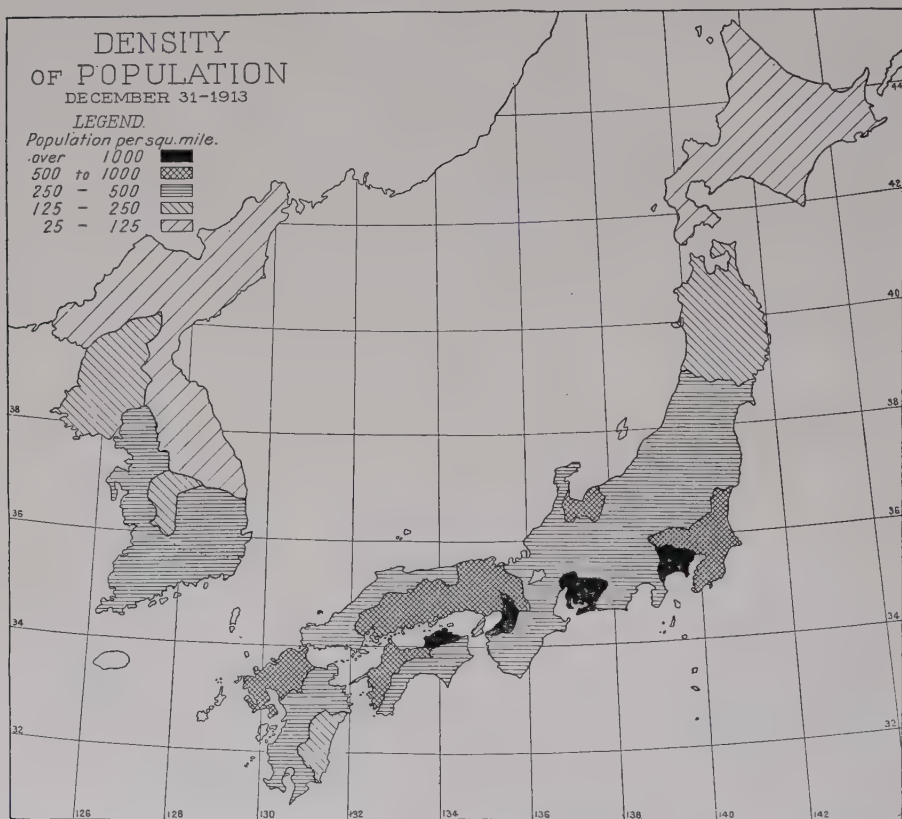 DENSITY
OF POPULATION
DECEMBER 31-1913
LEGEND.
Population per squ. mile.
over 1000
500 to 1000
250 - 500
125 - 250
25 - 125
44
42
40
38
38
36
36
34
34
32
32
126
128
130
132
134
136
138
140
142